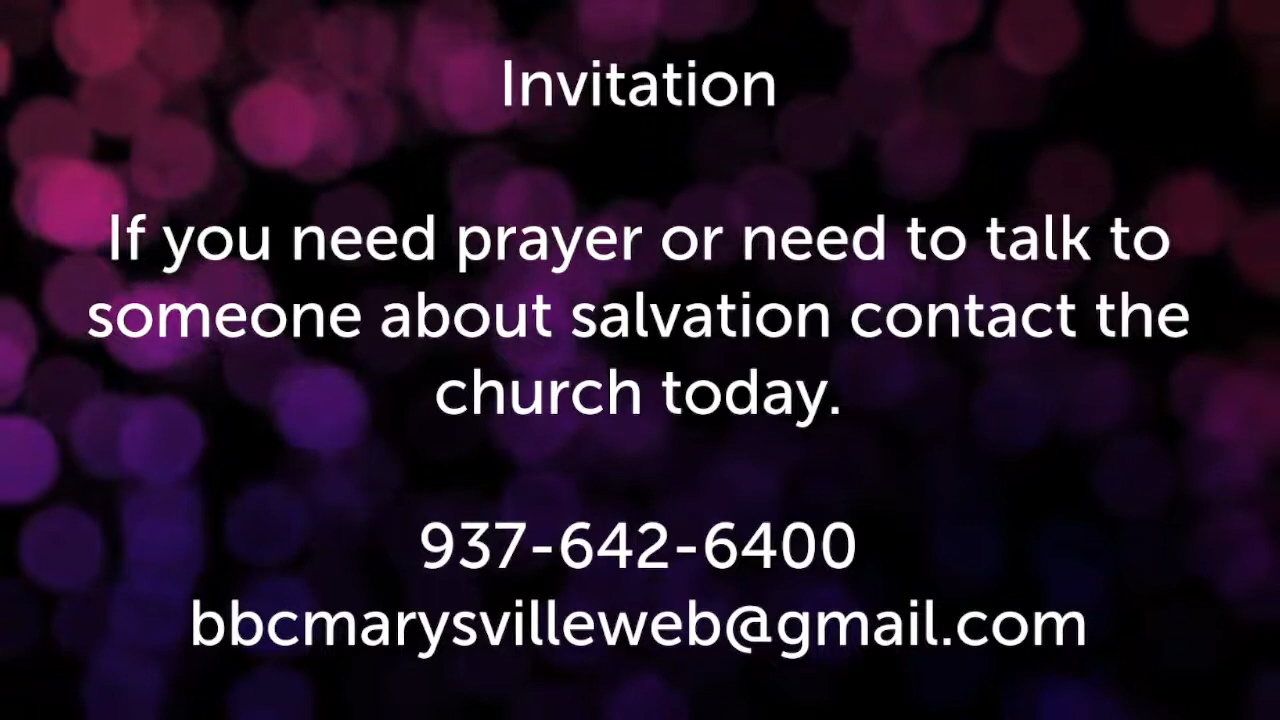 Invitation
If you need prayer or need to talk to
someone about salvation contact the
church today.
937-642-6400
bbcmarysvilleweb@gmail.com